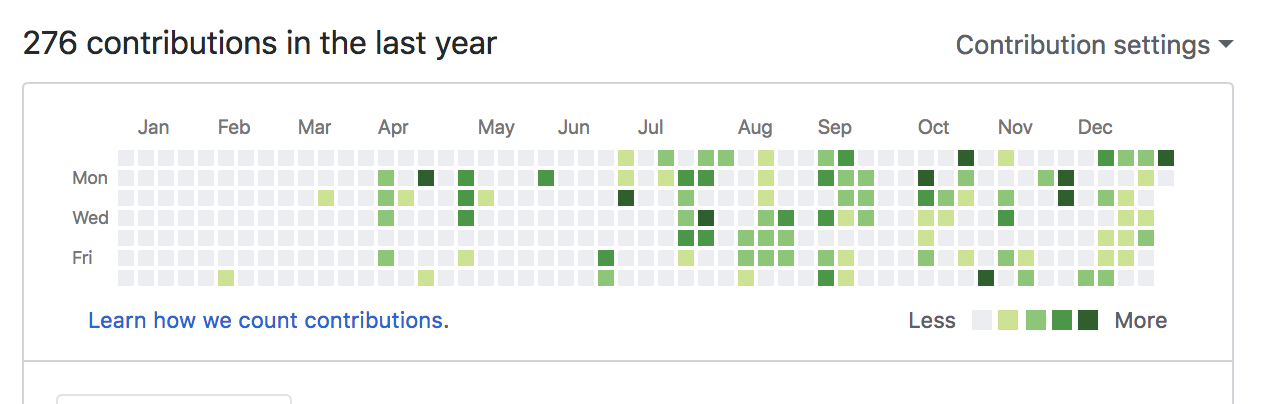 276 contributions in the last year
Contribution settings
Jan Feb Mar Apr May Jun Jul Aug Sep Oct Nov Dec
Mon
Wed
Fri
Learn how we count contributions.
Less More